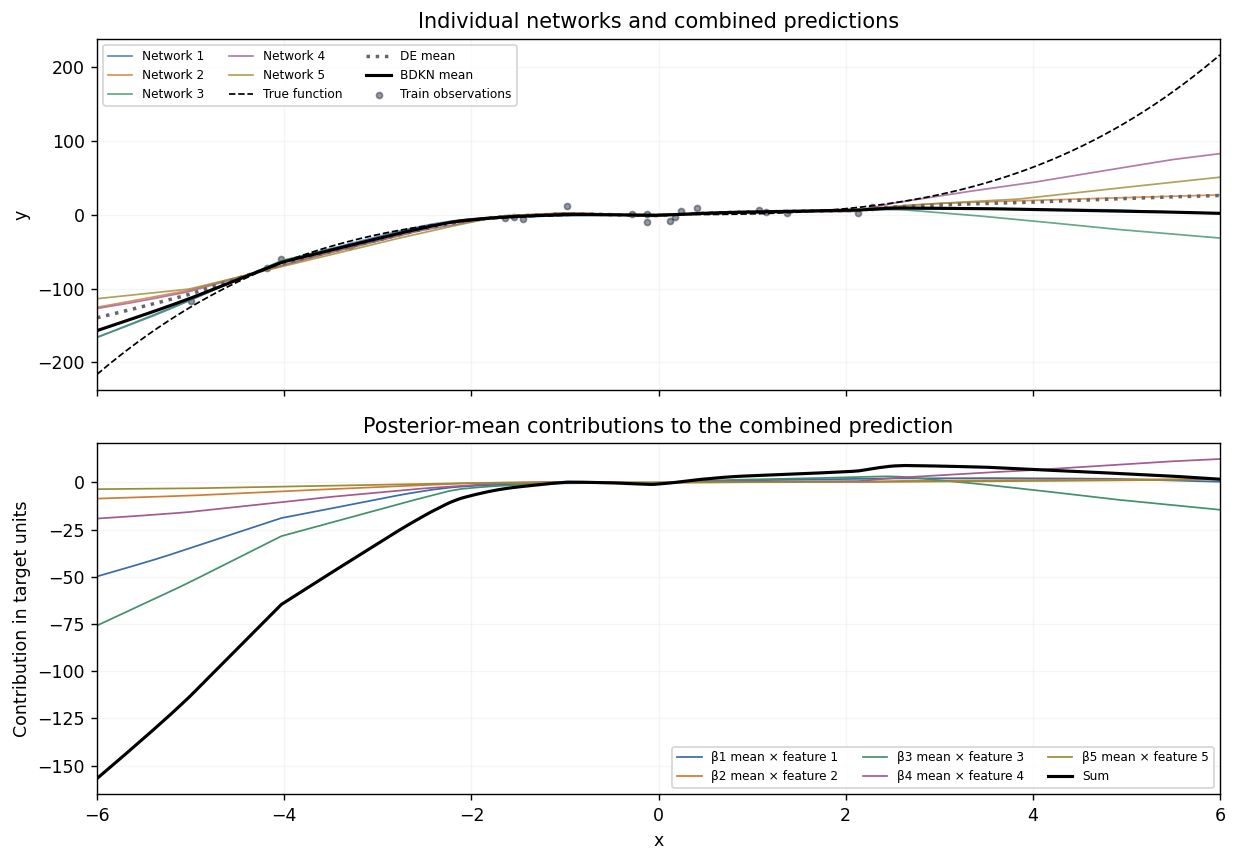 Individual networks and combined predictions
Network 1 Network 4 DE mean
Network 2 Network 5 BDKN mean
Network 3 True function Train observations
200
100
0
−100
−200
y
−6 −4 −2 0 2 4 6
Posterior-mean contributions to the combined prediction
0
−25
−50
−75
−100
−125
−150
Contribution in target units
β1 mean × feature 1 β3 mean × feature 3 β5 mean × feature 5
β2 mean × feature 2 β4 mean × feature 4 Sum
x